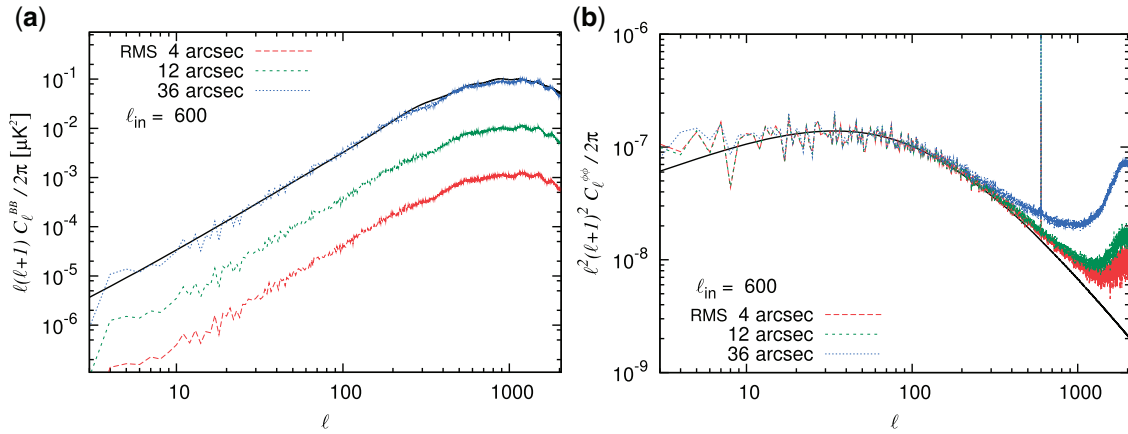 (a)
ℓ(ℓ+1) C_ℓ^{BB} / 2π [μK²]
10⁻¹
10⁻²
10⁻³
10⁻⁴
10⁻⁵
10⁻⁶
RMS 4 arcsec
12 arcsec
36 arcsec
ℓ_in = 600
10 100 1000
ℓ
(b)
ℓ²(ℓ+1)² C_ℓ^{ϕϕ} / 2π
10⁻⁶
10⁻⁷
10⁻⁸
10⁻⁹
ℓ_in = 600
RMS 4 arcsec
12 arcsec
36 arcsec
10 100 1000
ℓ